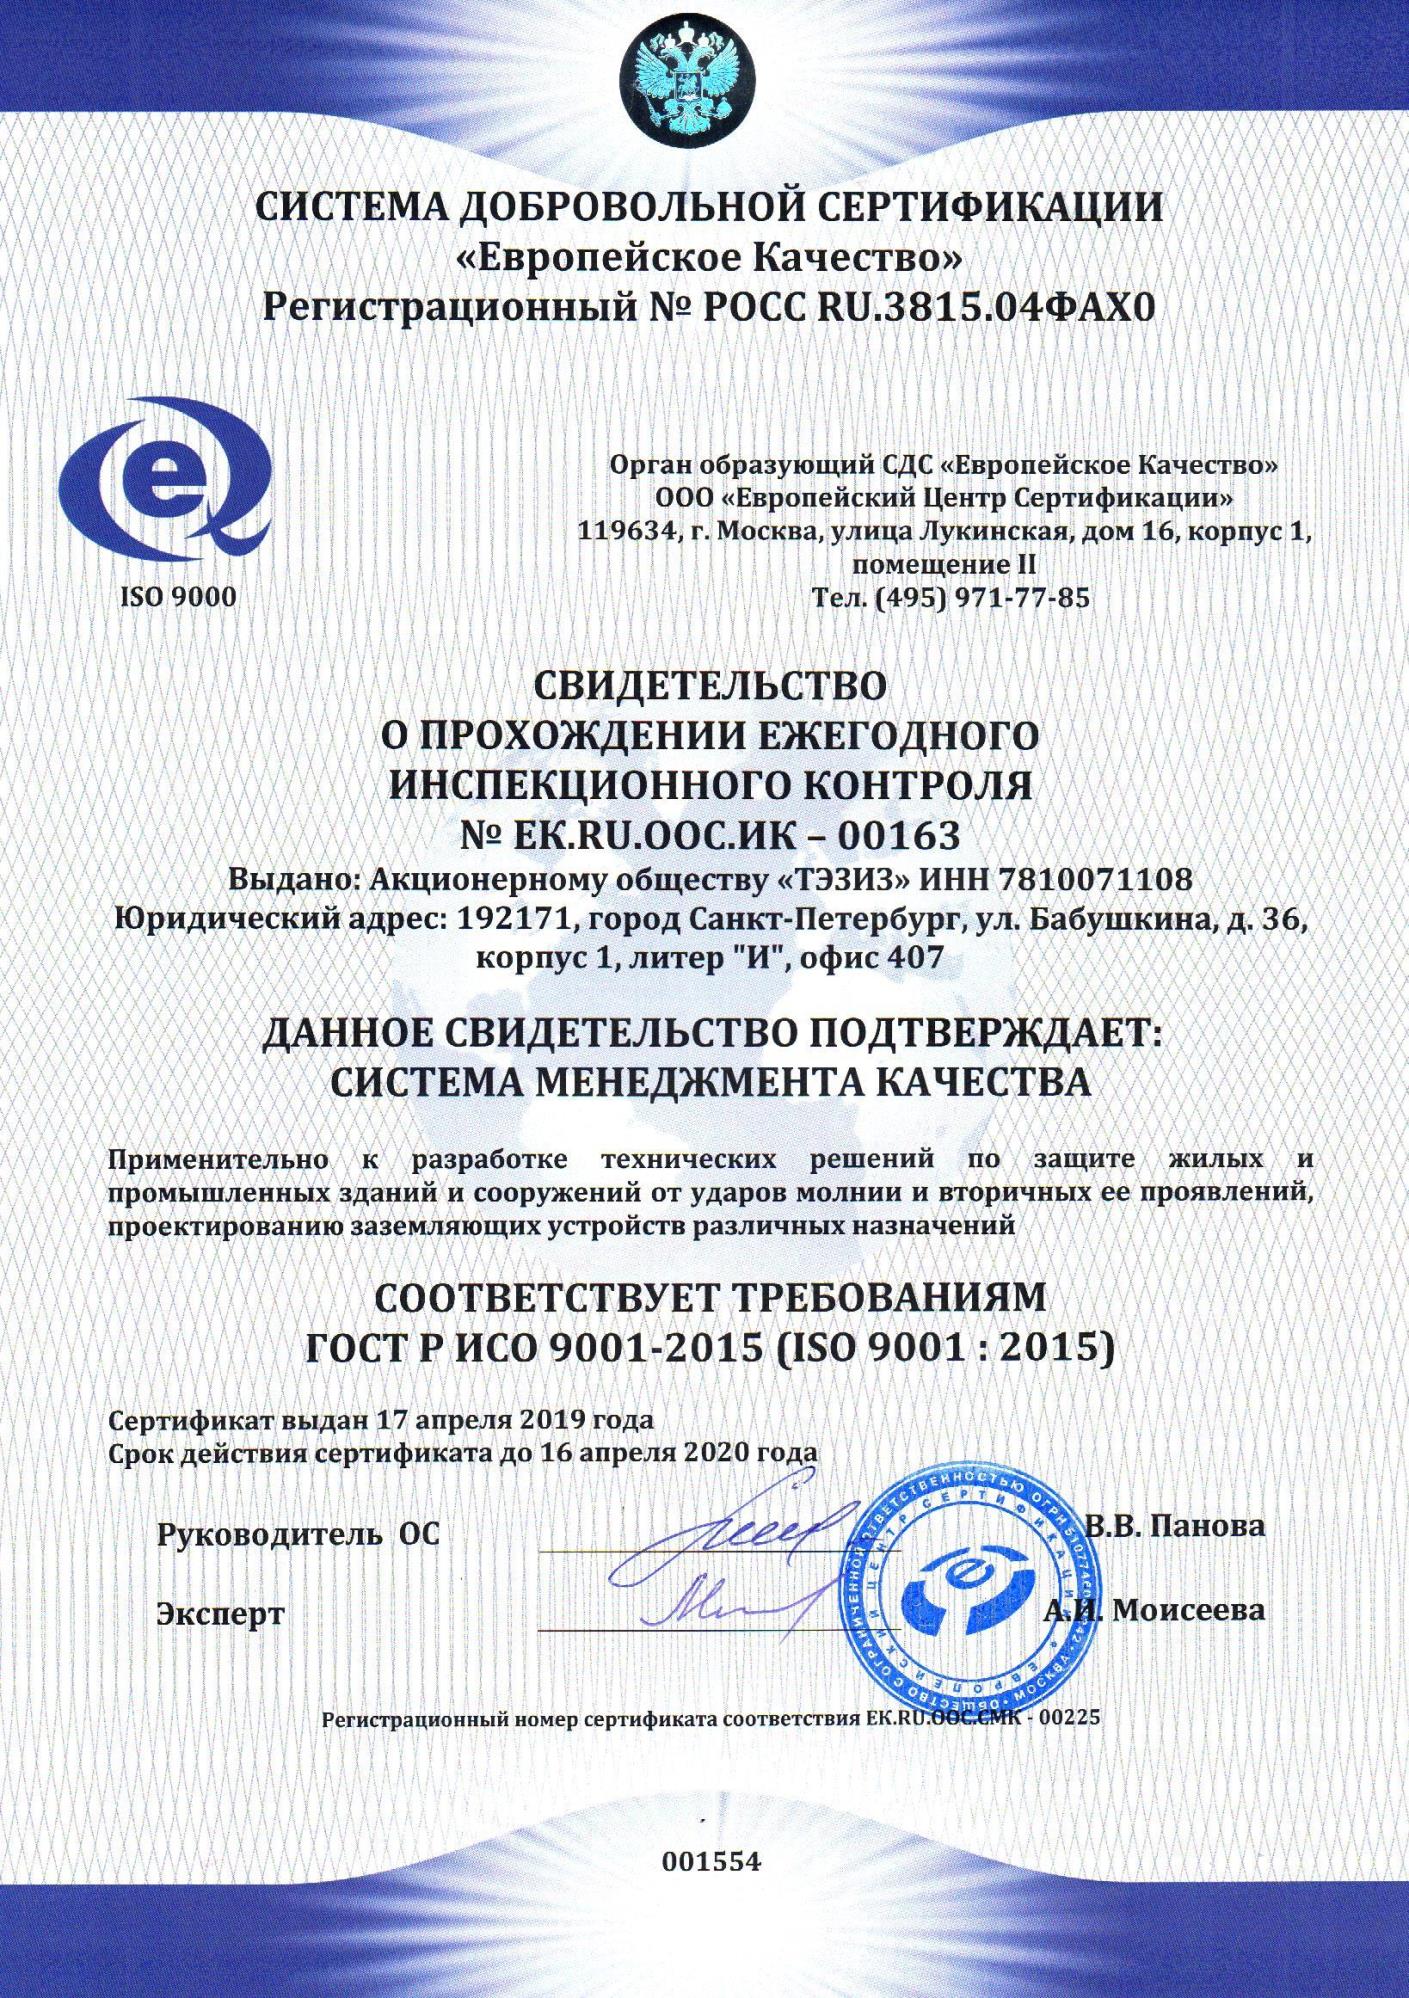 СИСТЕМА ДОБРОВОЛЬНОЙ СЕРТИФИКАЦИИ
«Европейское Качество»
Регистрационный № РОСС RU.3815.04ФАХ0
e
ISO 9000
Орган образующий СДС «Европейское Качество»
ООО «Европейский Центр Сертификации»
119634, г. Москва, улица Лукинская, дом 16, корпус 1,
помещение II
Тел. (495) 971-77-85
СВИДЕТЕЛЬСТВО
О ПРОХОЖДЕНИИ ЕЖЕГОДНОГО
ИНСПЕКЦИОННОГО КОНТРОЛЯ
№ ЕК.RU.ООС.ИК – 00163
Выдано: Акционерному обществу «ТЭЗИЗ» ИНН 7810071108
Юридический адрес: 192171, город Санкт-Петербург, ул. Бабушкина, д. 36,
корпус 1, литер "И", офис 407
ДАННОЕ СВИДЕТЕЛЬСТВО ПОДТВЕРЖДАЕТ:
СИСТЕМА МЕНЕДЖМЕНТА КАЧЕСТВА
Применительно к разработке технических решений по защите жилых и
промышленных зданий и сооружений от ударов молнии и вторичных ее проявлений,
проектированию заземляющих устройств различных назначений
СООТВЕТСТВУЕТ ТРЕБОВАНИЯМ
ГОСТ Р ИСО 9001-2015 (ISO 9001 : 2015)
Сертификат выдан 17 апреля 2019 года
Срок действия сертификата до 16 апреля 2020 года
Руководитель ОС
В.В. Панова
Эксперт
А.И. Моисеева
ОБЩЕСТВО С ОГРАНИЧЕННОЙ ОТВЕТСТВЕННОСТЬЮ ОГРН МОСКВА
ЕВРОПЕЙСКИЙ ЦЕНТР СЕРТИФИКАЦИИ
Регистрационный номер сертификата соответствия ЕК.RU.ООС.СМК - 00225
001554